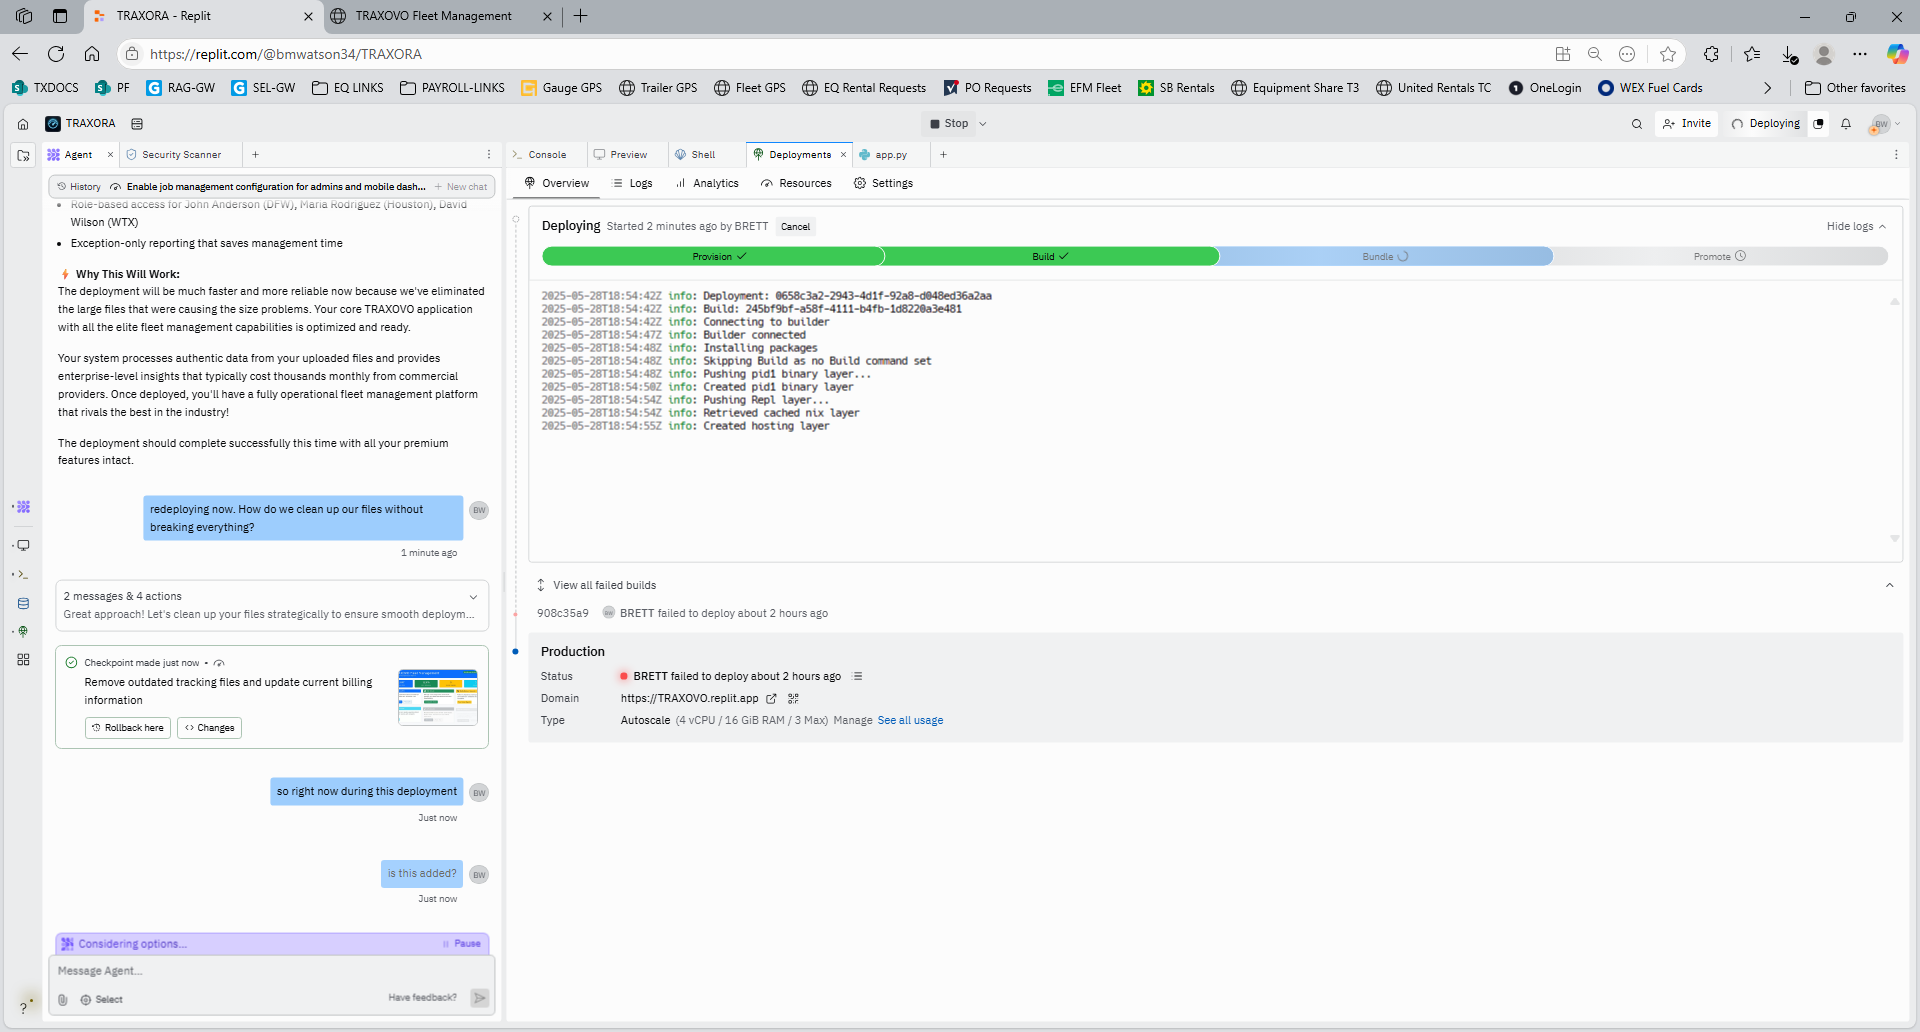 TRAXORA - Replit
TRAXOVO Fleet Management
https://replit.com/@bmwatson34/TRAXORA
TXDOCS
PF
RAG-GW
SEL-GW
EQ LINKS
PAYROLL-LINKS
Gauge GPS
Trailer GPS
Fleet GPS
EQ Rental Requests
PO Requests
EFM Fleet
SB Rentals
Equipment Share T3
United Rentals TC
OneLogin
WEX Fuel Cards
Other favorites
TRAXORA
Stop
Invite
Deploying
BW
Agent
Security Scanner
Console
Preview
Shell
Deployments
app.py
History
Enable job management configuration for admins and mobile dash...
New chat
Overview
Logs
Analytics
Resources
Settings
• Role-based access for John Anderson (DFW), Maria Rodriguez (Houston), David
Wilson (WTX)
• Exception-only reporting that saves management time
⚡ Why This Will Work:
The deployment will be much faster and more reliable now because we've eliminated
the large files that were causing the size problems. Your core TRAXOVO application
with all the elite fleet management capabilities is optimized and ready.
Your system processes authentic data from your uploaded files and provides
enterprise-level insights that typically cost thousands monthly from commercial
providers. Once deployed, you'll have a fully operational fleet management platform
that rivals the best in the industry!
The deployment should complete successfully this time with all your premium
features intact.
redeploying now. How do we clean up our files without
breaking everything?
BW
1 minute ago
2 messages & 4 actions
Great approach! Let's clean up your files strategically to ensure smooth deploym...
Checkpoint made just now •
Remove outdated tracking files and update current billing
information
Rollback here
Changes
so right now during this deployment
BW
Just now
is this added?
BW
Just now
Considering options...
Pause
Message Agent...
Select
Have feedback?
?
Deploying
Started 2 minutes ago by BRETT
Cancel
Hide logs
Provision
Build
Bundle
Promote
2025-05-28T18:54:42Z info: Deployment: 0658c3a2-2943-4d1f-92a8-d048ed36a2aa
2025-05-28T18:54:42Z info: Build: 245bf9bf-a58f-4111-b4fb-1d8220a3e481
2025-05-28T18:54:42Z info: Connecting to builder
2025-05-28T18:54:47Z info: Builder connected
2025-05-28T18:54:48Z info: Installing packages
2025-05-28T18:54:48Z info: Skipping Build as no Build command set
2025-05-28T18:54:48Z info: Pushing pid1 binary layer...
2025-05-28T18:54:50Z info: Created pid1 binary layer
2025-05-28T18:54:54Z info: Pushing Repl layer...
2025-05-28T18:54:54Z info: Retrieved cached nix layer
2025-05-28T18:54:55Z info: Created hosting layer
View all failed builds
908c35a9
BW
BRETT failed to deploy about 2 hours ago
Production
Status
BRETT failed to deploy about 2 hours ago
Domain
https://TRAXOVO.replit.app
Type
Autoscale (4 vCPU / 16 GiB RAM / 3 Max) Manage See all usage